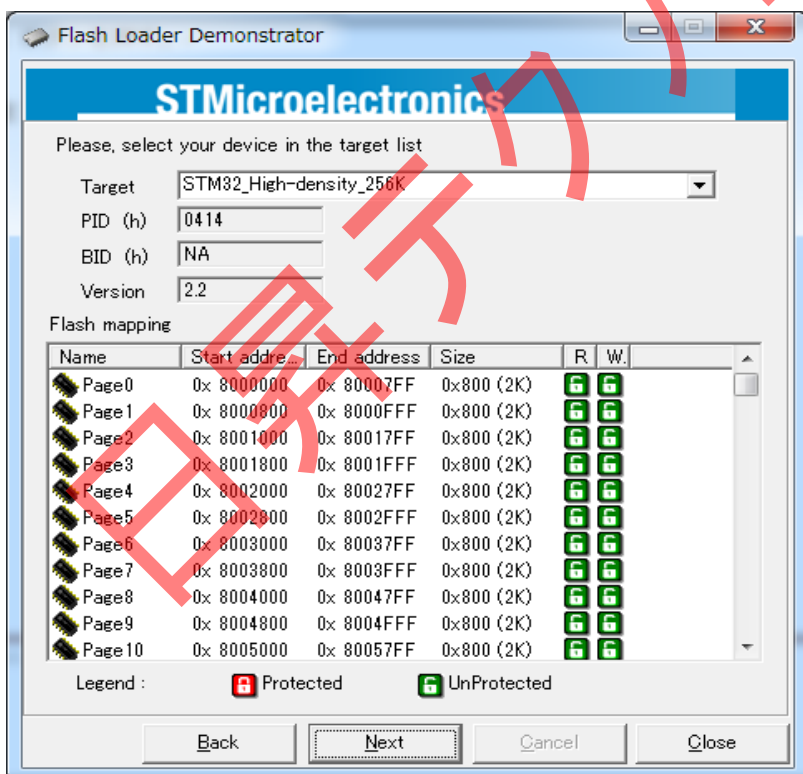 Flash Loader Demonstrator
STMicroelectronics
Please, select your device in the target list
Target STM32_High-density_256K
PID (h) 0414
BID (h) NA
Version 2.2
Flash mapping
Name Start addre... End address Size R W.
Page0 0x 8000000 0x 80007FF 0x800 (2K)
Page1 0x 8000800 0x 8000FFF 0x800 (2K)
Page2 0x 8001000 0x 80017FF 0x800 (2K)
Page3 0x 8001800 0x 8001FFF 0x800 (2K)
Page4 0x 8002000 0x 80027FF 0x800 (2K)
Page5 0x 8002800 0x 8002FFF 0x800 (2K)
Page6 0x 8003000 0x 80037FF 0x800 (2K)
Page7 0x 8003800 0x 8003FFF 0x800 (2K)
Page8 0x 8004000 0x 80047FF 0x800 (2K)
Page9 0x 8004800 0x 8004FFF 0x800 (2K)
Page10 0x 8005000 0x 80057FF 0x800 (2K)
Legend : Protected UnProtected
Back Next Cancel Close
日昇テク